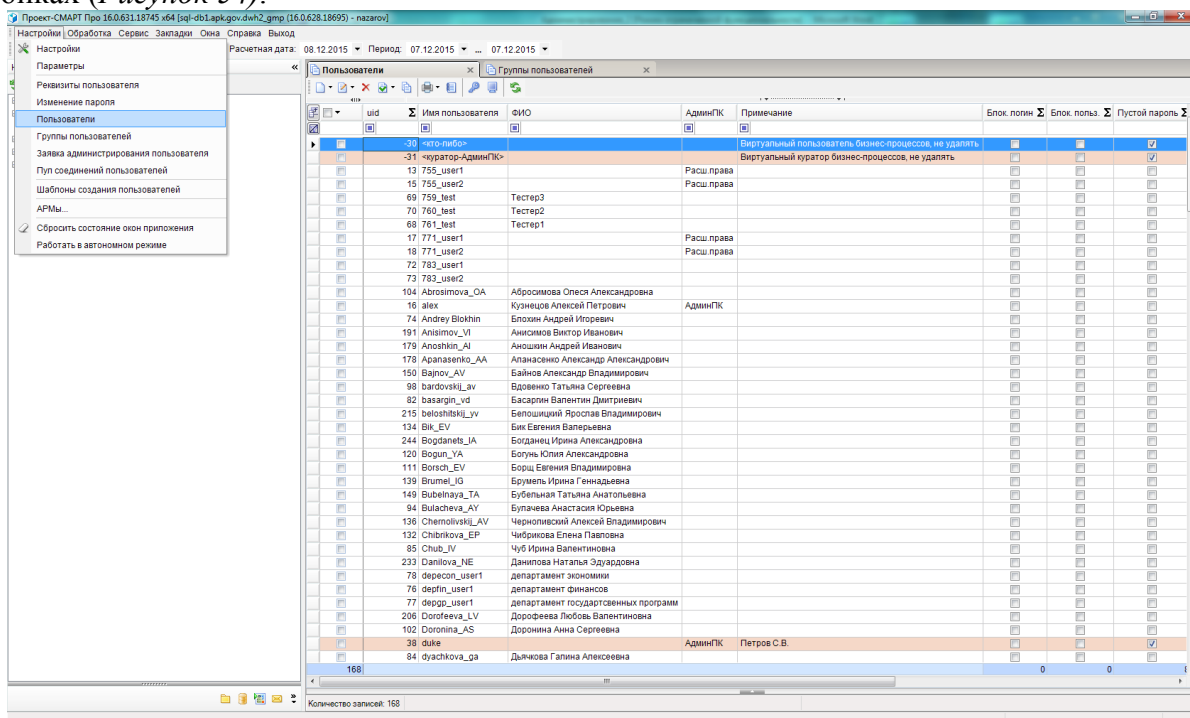 онках (Рисунок 34).
Проект-СМАРТ Про 16.0.631.18745 x64 [sql-db1.apk.gov.dwh2_gmp (16.0.628.18695) - nazarov]
Настройки Обработка Сервис Закладки Окна Справка Выход
Расчетная дата: 08.12.2015 Период: 07.12.2015 ... 07.12.2015
Настройки
Параметры
Реквизиты пользователя
Изменение пароля
Пользователи
Группы пользователей
Заявка администрирования пользователя
Пул соединений пользователей
Шаблоны создания пользователей
АРМы...
Сбросить состояние окон приложения
Работать в автономном режиме
Пользователи Группы пользователей
uid Σ Имя пользователя ФИО АдминПК Примечание Блок. логин Σ Блок. польз. Σ Пустой пароль Σ
-30 <кто-либо> Виртуальный пользователь бизнес-процессов, не удалять
-31 <куратор-АдминПК> Виртуальный куратор бизнес-процессов, не удалять
13 755_user1 Расш.права
15 755_user2 Расш.права
69 759_test Тестер3
70 760_test Тестер2
68 761_test Тестер1
17 771_user1 Расш.права
18 771_user2 Расш.права
72 783_user1
73 783_user2
104 Abrosimova_OA Абросимова Олеся Александровна
16 alex Кузнецов Алексей Петрович АдминПК
74 Andrey Blokhin Блохин Андрей Игоревич
191 Anisimov_VI Анисимов Виктор Иванович
179 Anoshkin_AI Аношкин Андрей Иванович
178 Apanasenko_AA Апанасенко Александр Александрович
150 Bajnov_AV Байнов Александр Владимирович
98 bardovskij_av Вдовенко Татьяна Сергеевна
82 basargin_vd Басаргин Валентин Дмитриевич
215 beloshitskij_yv Белошицкий Ярослав Владимирович
134 Bik_EV Бик Евгения Валерьевна
244 Bogdanets_IA Богданец Ирина Александровна
120 Bogun_YA Богунь Юлия Александровна
111 Borsch_EV Борщ Евгения Владимировна
139 Brumel_IG Брумель Ирина Геннадьевна
149 Bubelnaya_TA Бубельная Татьяна Анатольевна
94 Bulacheva_AY Булачева Анастасия Юрьевна
136 Chernolivskij_AV Чернопивский Алексей Владимирович
132 Chibrikova_EP Чибрикова Елена Павловна
85 Chub_IV Чуб Ирина Валентиновна
233 Danilova_NE Данилова Наталья Эдуардовна
78 depecon_user1 департамент экономики
76 depfin_user1 департамент финансов
77 depgp_user1 департамент государтсвенных программ
206 Dorofeeva_LV Дорофеева Любовь Валентиновна
102 Doronina_AS Доронина Анна Сергеевна
38 duke АдминПК Петров С.В.
84 dyachkova_ga Дьячкова Галина Алексеевна
168 0 0
Количество записей: 168